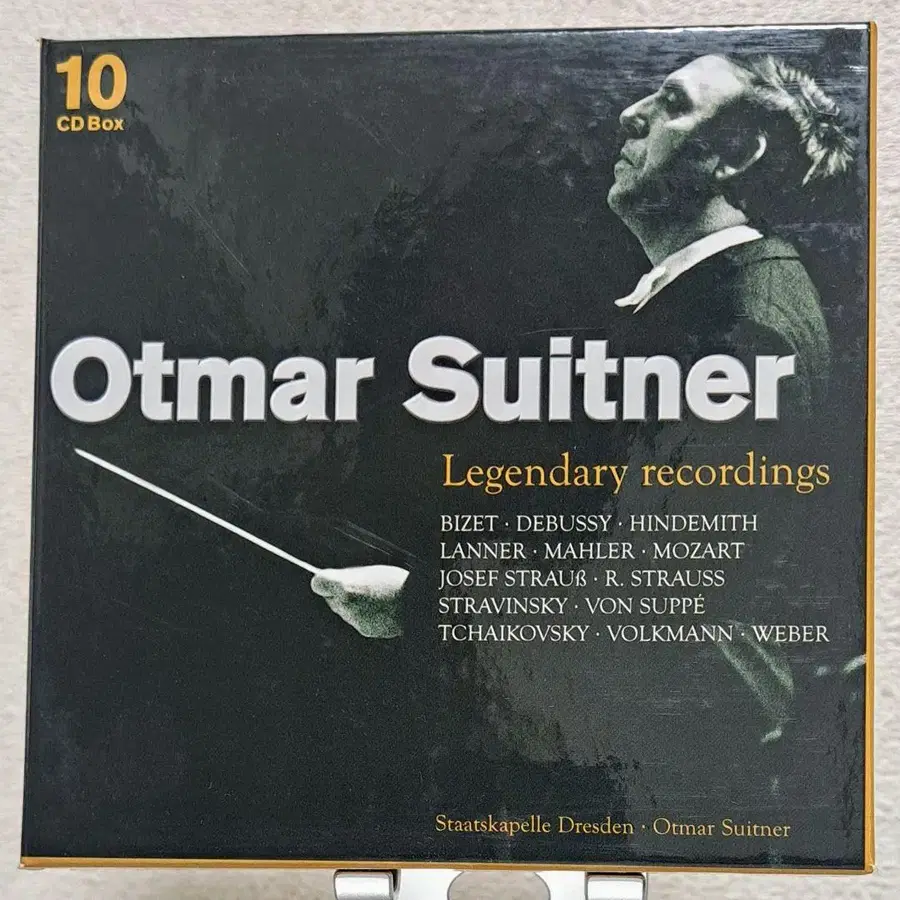 10
CD Box
Otmar Suitner
Legendary recordings
BIZET · DEBUSSY · HINDEMITH
LANNER · MAHLER · MOZART
JOSEF STRAUß · R. STRAUSS
STRAVINSKY · VON SUPPÉ
TCHAIKOVSKY · VOLKMANN · WEBER
Staatskapelle Dresden · Otmar Suitner